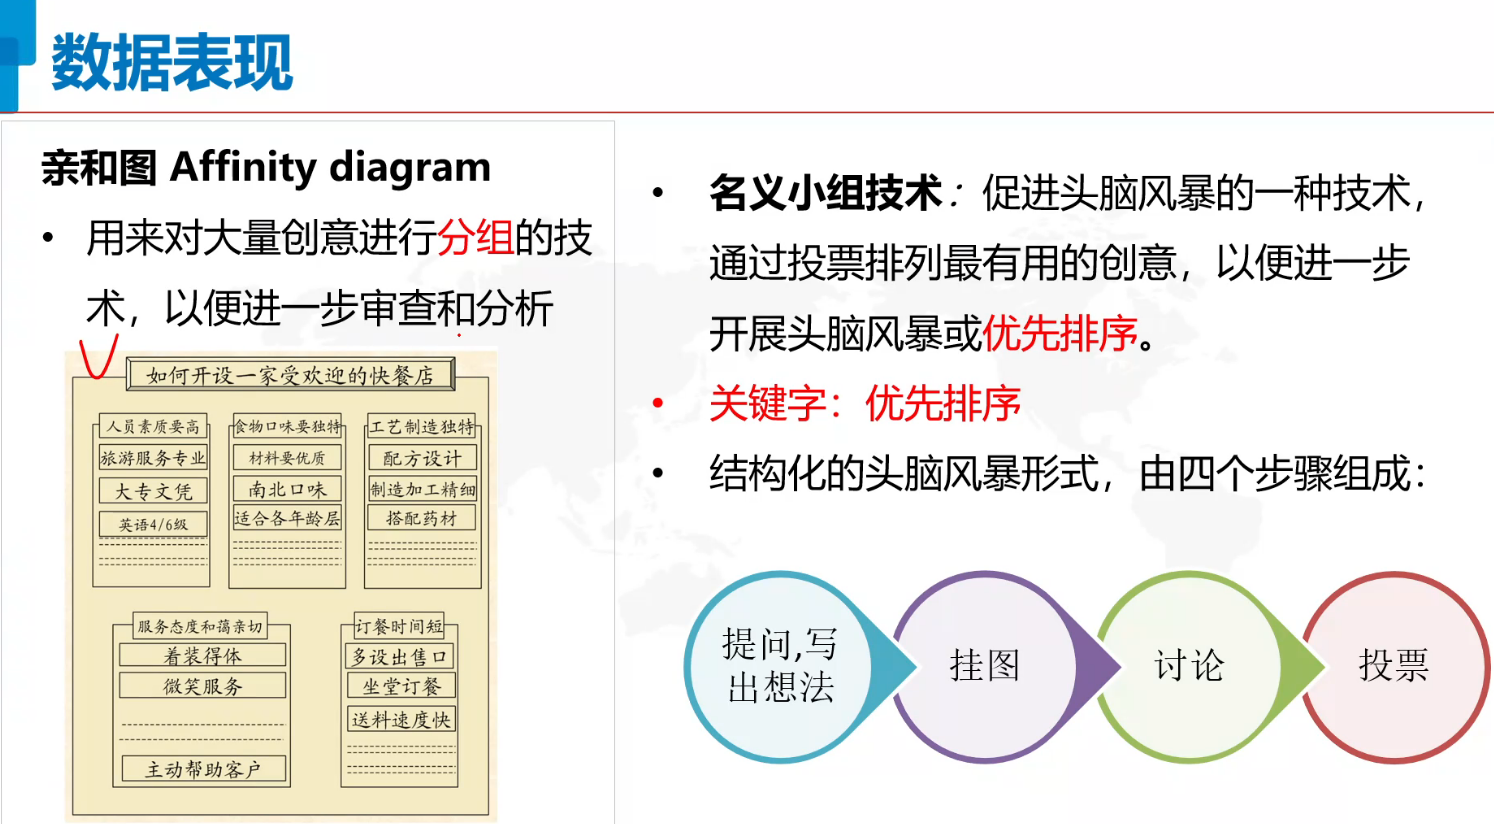 数据表现
亲和图 Affinity diagram
• 用来对大量创意进行分组的技
术，以便进一步审查和分析
如何开设一家受欢迎的快餐店
人员素质要高
旅游服务专业
大专文凭
英语4/6级
食物口味要独特
材料要优质
南北口味
适合各年龄层
工艺制造独特
配方设计
制造加工精细
搭配药材
服务态度和蔼亲切
着装得体
微笑服务
主动帮助客户
订餐时间短
多设出售口
坐堂订餐
送料速度快
• 名义小组技术：促进头脑风暴的一种技术，
通过投票排列最有用的创意，以便进一步
开展头脑风暴或优先排序。
• 关键字：优先排序
• 结构化的头脑风暴形式，由四个步骤组成：
提问,写
出想法
挂图
讨论
投票